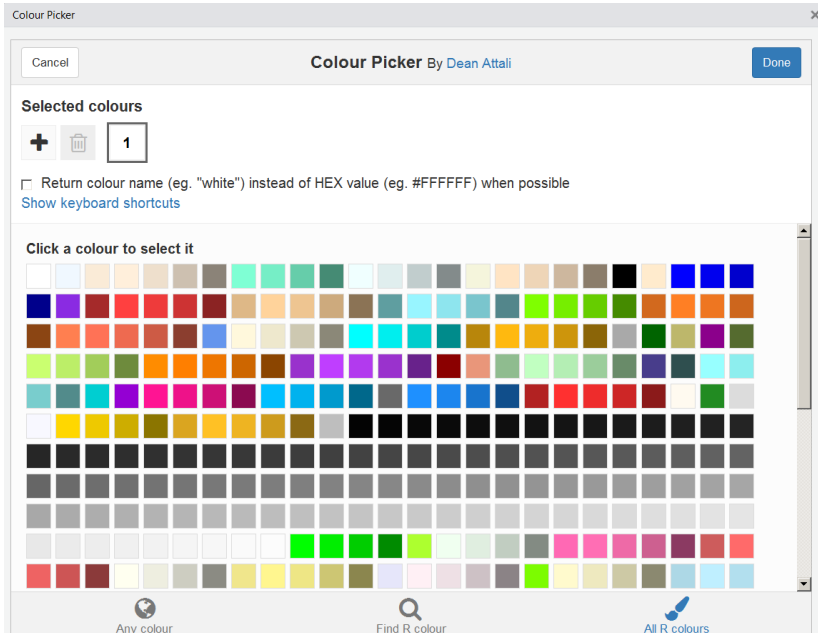 Colour Picker
Cancel
Colour Picker By Dean Attali
Done
Selected colours
1
Return colour name (eg. "white") instead of HEX value (eg. #FFFFFF) when possible
Show keyboard shortcuts
Click a colour to select it
Any colour
Find R colour
All R colours